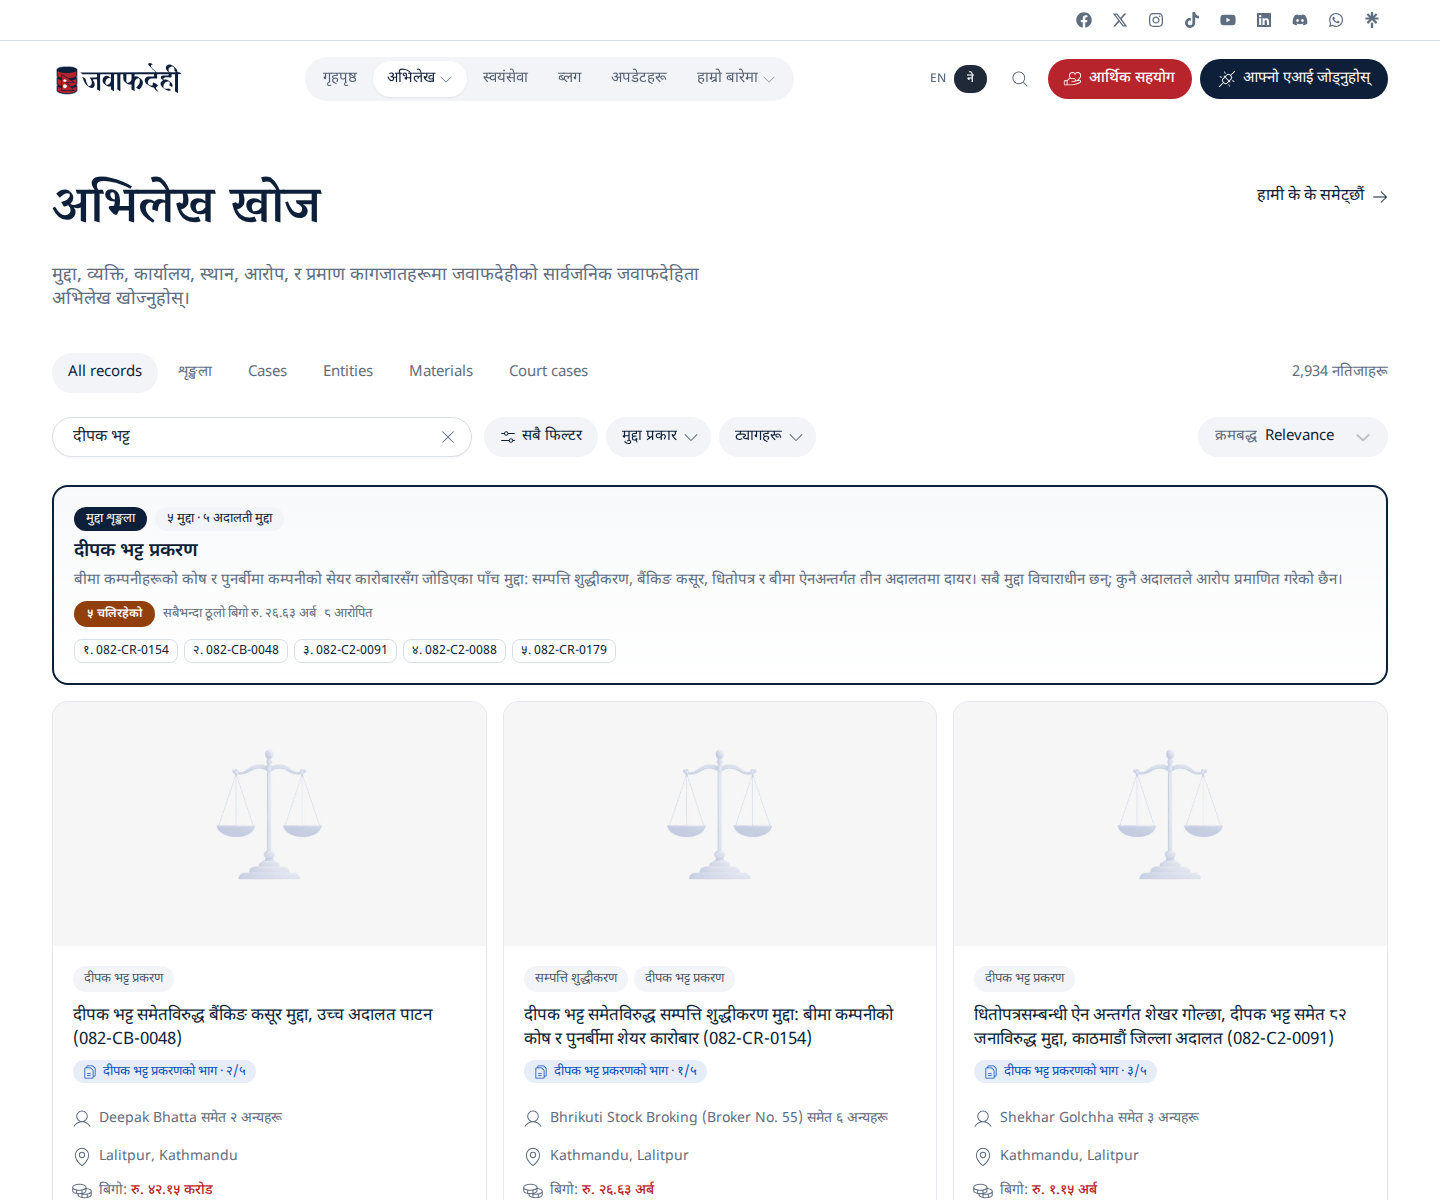 जवाफदेही
गृहपृष्ठ अभिलेख स्वयंसेवा ब्लग अपडेटहरू हाम्रो बारेमा
EN ने आर्थिक सहयोग आफ्नो एआई जोड्नुहोस्
अभिलेख खोज
हामी के के समेट्छौं
मुद्दा, व्यक्ति, कार्यालय, स्थान, आरोप, र प्रमाण कागजातहरूमा जवाफदेहीको सार्वजनिक जवाफदेहिता
अभिलेख खोज्नुहोस्।
All records शृङ्खला Cases Entities Materials Court cases 2,934 नतिजाहरू
दीपक भट्ट सबै फिल्टर मुद्दा प्रकार ट्यागहरू क्रमबद्ध Relevance
मुद्दा शृङ्खला ५ मुद्दा · ५ अदालती मुद्दा
दीपक भट्ट प्रकरण
बीमा कम्पनीहरूको कोष र पुनर्बीमा कम्पनीको सेयर कारोबारसँग जोडिएका पाँच मुद्दा: सम्पत्ति शुद्धीकरण, बैंकिङ कसूर, धितोपत्र र बीमा ऐनअन्तर्गत तीन अदालतमा दायर। सबै मुद्दा विचाराधीन छन्; कुनै अदालतले आरोप प्रमाणित गरेको छैन।
५ चलिरहेको सबैभन्दा ठूलो बिगो रु. २६.६३ अर्ब ८ आरोपित
१. 082-CR-0154 २. 082-CB-0048 ३. 082-C2-0091 ४. 082-C2-0088 ५. 082-CR-0179
दीपक भट्ट प्रकरण
दीपक भट्ट समेतविरुद्ध बैंकिङ कसूर मुद्दा, उच्च अदालत पाटन
(082-CB-0048)
दीपक भट्ट प्रकरणको भाग · २/५
Deepak Bhatta समेत २ अन्यहरू
Lalitpur, Kathmandu
बिगो: रु. ४२.१५ करोड
सम्पत्ति शुद्धीकरण दीपक भट्ट प्रकरण
दीपक भट्ट समेतविरुद्ध सम्पत्ति शुद्धीकरण मुद्दा: बीमा कम्पनीको
कोष र पुनर्बीमा शेयर कारोबार (082-CR-0154)
दीपक भट्ट प्रकरणको भाग · १/५
Bhrikuti Stock Broking (Broker No. 55) समेत ६ अन्यहरू
Kathmandu, Lalitpur
बिगो: रु. २६.६३ अर्ब
दीपक भट्ट प्रकरण
धितोपत्रसम्बन्धी ऐन अन्तर्गत शेखर गोल्छा, दीपक भट्ट समेत ८२
जनाविरुद्ध मुद्दा, काठमाडौं जिल्ला अदालत (082-C2-0091)
दीपक भट्ट प्रकरणको भाग · ३/५
Shekhar Golchha समेत ३ अन्यहरू
Kathmandu, Lalitpur
बिगो: रु. १.१५ अर्ब